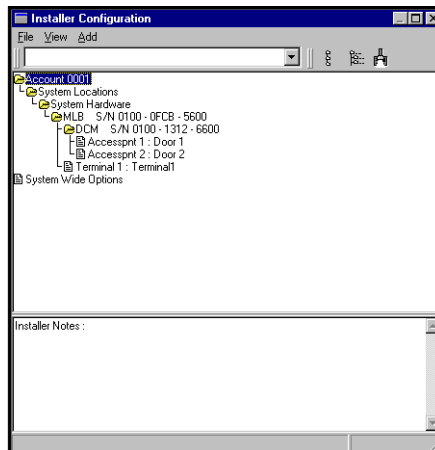 Installer Configuration
File View Add
Account 0001
System Locations
System Hardware
MLB S/N 0100 - 0FCB - 5600
DCM S/N 0100 - 1312 - 6600
Accesspnt 1 : Door 1
Accesspnt 2 : Door 2
Terminal 1 : Terminal1
System Wide Options
Installer Notes :